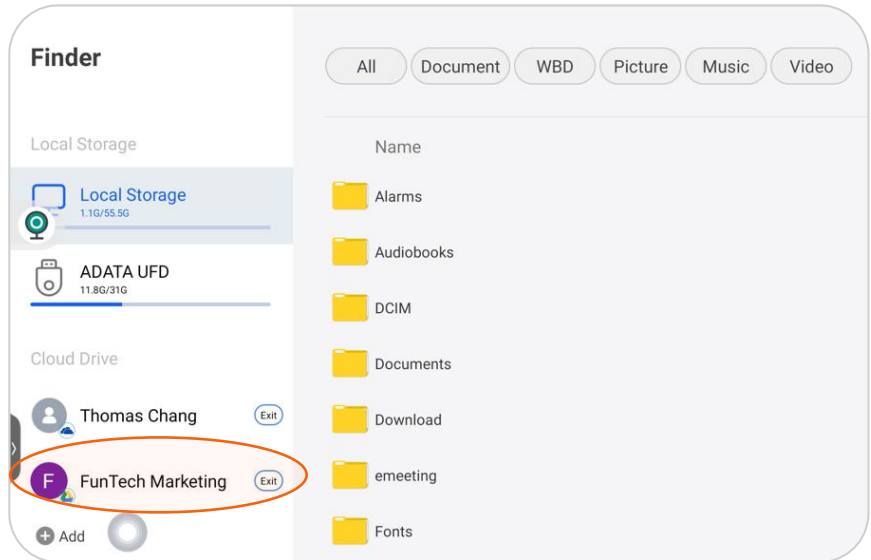 Finder
Local Storage
Local Storage
1.1G/55.5G
ADATA UFD
11.8G/31G
Cloud Drive
Thomas Chang
Exit
F
FunTech Marketing
Exit
Add
All
Document
WBD
Picture
Music
Video
Name
Alarms
Audiobooks
DCIM
Documents
Download
emeeting
Fonts